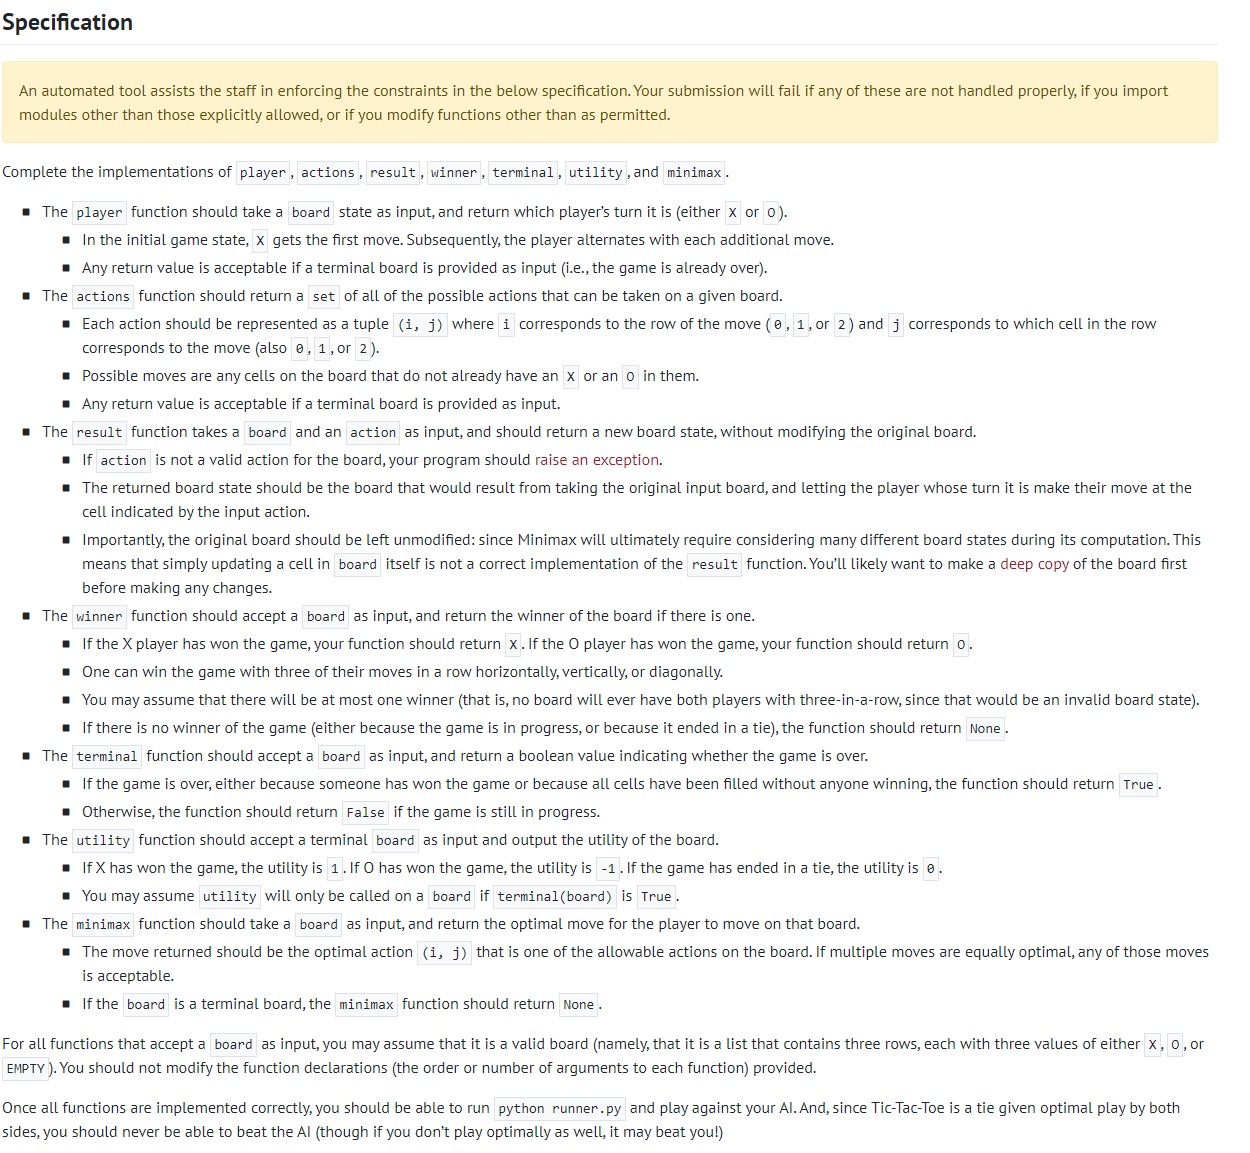 Specification
An automated tool assists the staff in enforcing the constraints in the below specification. Your submission will fail if any of these are not handled properly, if you import
modules other than those explicitly allowed, or if you modify functions other than as permitted.
Complete the implementations of player, actions, result, winner, terminal, utility, and minimax.
■ The player function should take a board state as input, and return which player's turn it is (either X or O).
■ In the initial game state, X gets the first move. Subsequently, the player alternates with each additional move.
■ Any return value is acceptable if a terminal board is provided as input (i.e., the game is already over).
■ The actions function should return a set of all of the possible actions that can be taken on a given board.
■ Each action should be represented as a tuple (i, j) where i corresponds to the row of the move (0, 1, or 2) and j corresponds to which cell in the row
corresponds to the move (also 0, 1, or 2).
■ Possible moves are any cells on the board that do not already have an X or an O in them.
■ Any return value is acceptable if a terminal board is provided as input.
■ The result function takes a board and an action as input, and should return a new board state, without modifying the original board.
■ If action is not a valid action for the board, your program should raise an exception.
■ The returned board state should be the board that would result from taking the original input board, and letting the player whose turn it is make their move at the
cell indicated by the input action.
■ Importantly, the original board should be left unmodified: since Minimax will ultimately require considering many different board states during its computation. This
means that simply updating a cell in board itself is not a correct implementation of the result function. You'll likely want to make a deep copy of the board first
before making any changes.
■ The winner function should accept a board as input, and return the winner of the board if there is one.
■ If the X player has won the game, your function should return X. If the O player has won the game, your function should return O.
■ One can win the game with three of their moves in a row horizontally, vertically, or diagonally.
■ You may assume that there will be at most one winner (that is, no board will ever have both players with three-in-a-row, since that would be an invalid board state).
■ If there is no winner of the game (either because the game is in progress, or because it ended in a tie), the function should return None.
■ The terminal function should accept a board as input, and return a boolean value indicating whether the game is over.
■ If the game is over, either because someone has won the game or because all cells have been filled without anyone winning, the function should return True.
■ Otherwise, the function should return False if the game is still in progress.
■ The utility function should accept a terminal board as input and output the utility of the board.
■ If X has won the game, the utility is 1. If O has won the game, the utility is -1. If the game has ended in a tie, the utility is 0.
■ You may assume utility will only be called on a board if terminal(board) is True.
■ The minimax function should take a board as input, and return the optimal move for the player to move on that board.
■ The move returned should be the optimal action (i, j) that is one of the allowable actions on the board. If multiple moves are equally optimal, any of those moves
is acceptable.
■ If the board is a terminal board, the minimax function should return None.
For all functions that accept a board as input, you may assume that it is a valid board (namely, that it is a list that contains three rows, each with three values of either X, O, or
EMPTY). You should not modify the function declarations (the order or number of arguments to each function) provided.
Once all functions are implemented correctly, you should be able to run python runner.py and play against your AI. And, since Tic-Tac-Toe is a tie given optimal play by both
sides, you should never be able to beat the AI (though if you don't play optimally as well, it may beat you!)